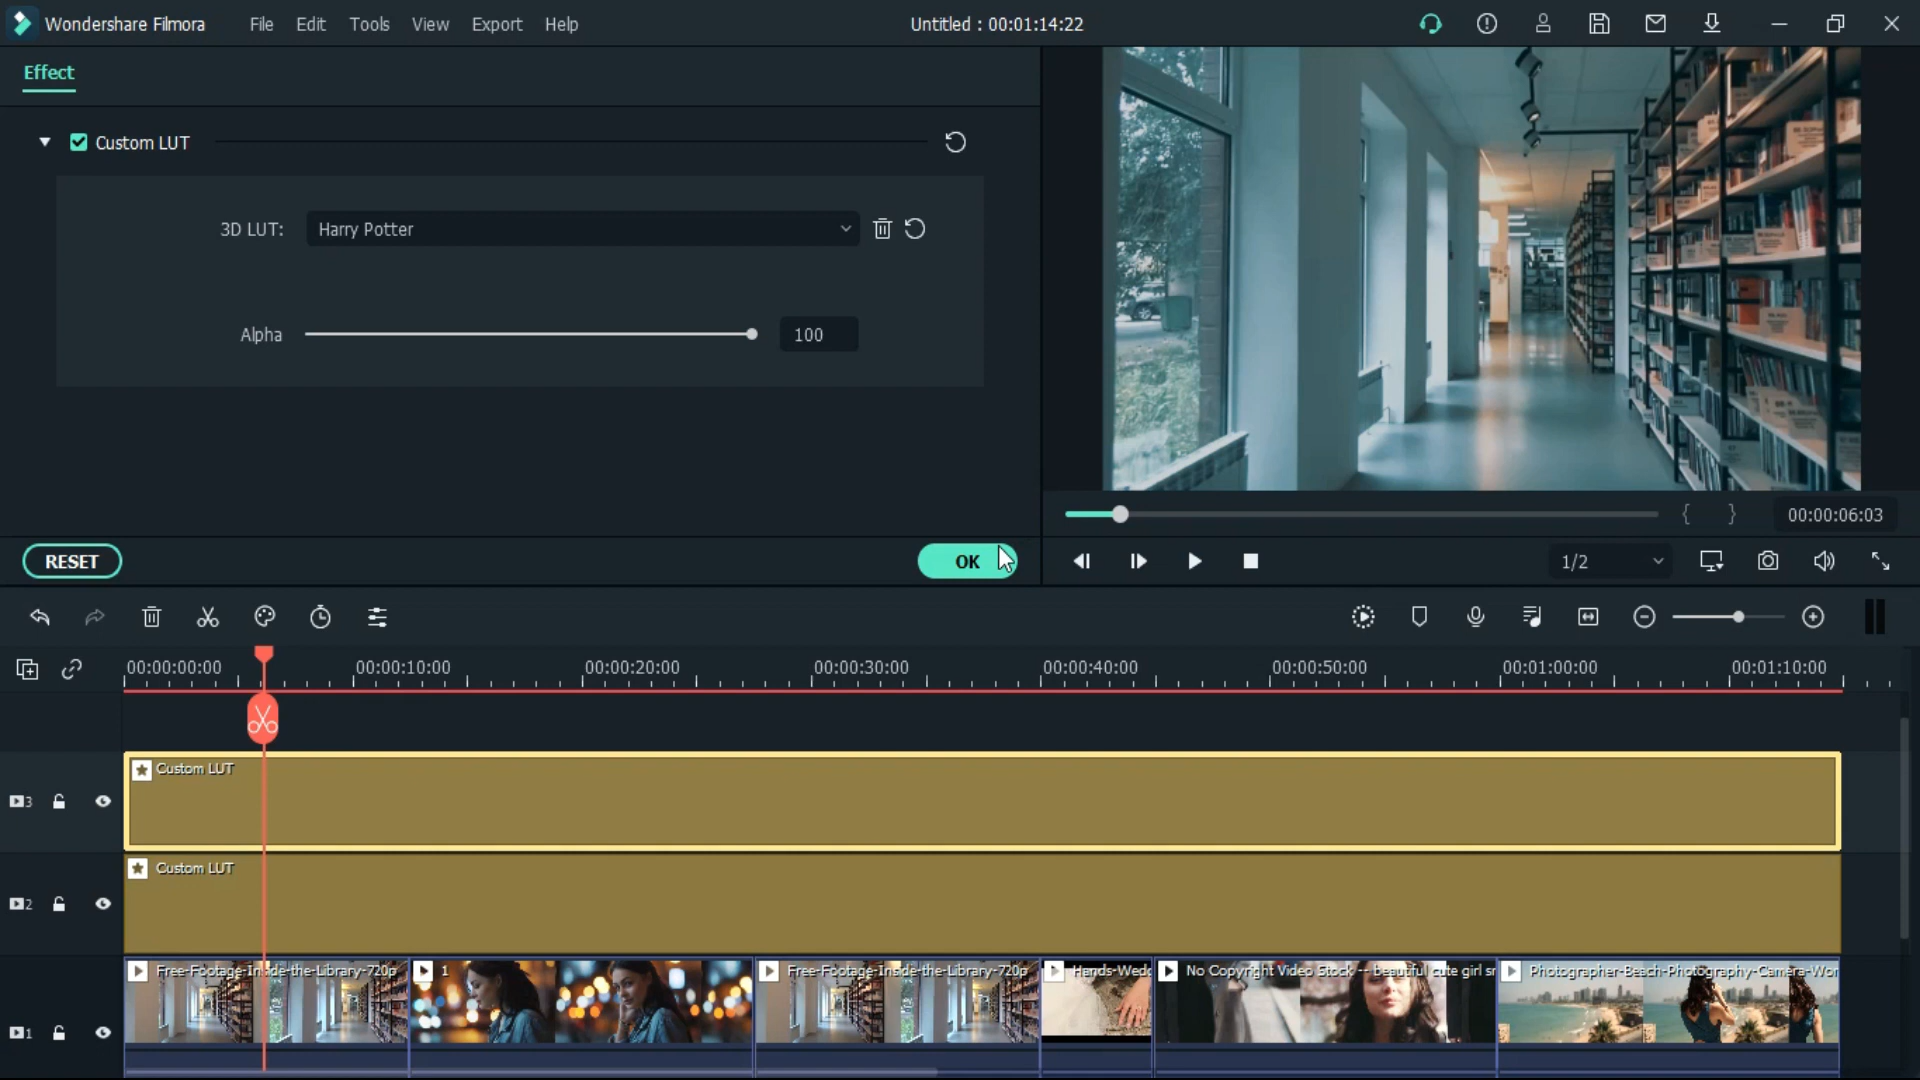 Wondershare Filmora File Edit Tools View Export Help Untitled : 00:01:14:22
Effect
Custom LUT
3D LUT: Harry Potter
Alpha 100
{ } 00:00:06:03
RESET OK 1/2
00:00:00:00 00:00:10:00 00:00:20:00 00:00:30:00 00:00:40:00 00:00:50:00 00:01:00:00 00:01:10:00
Custom LUT
3
Custom LUT
2
Free-Footage-Inside-the-Library-720p 1 Free-Footage-Inside-the-Library-720p Hands-Wedd No Copyright Video Stock -- beautiful cute girl sm Photographer-Beach-Photography-Camera-Wor
1